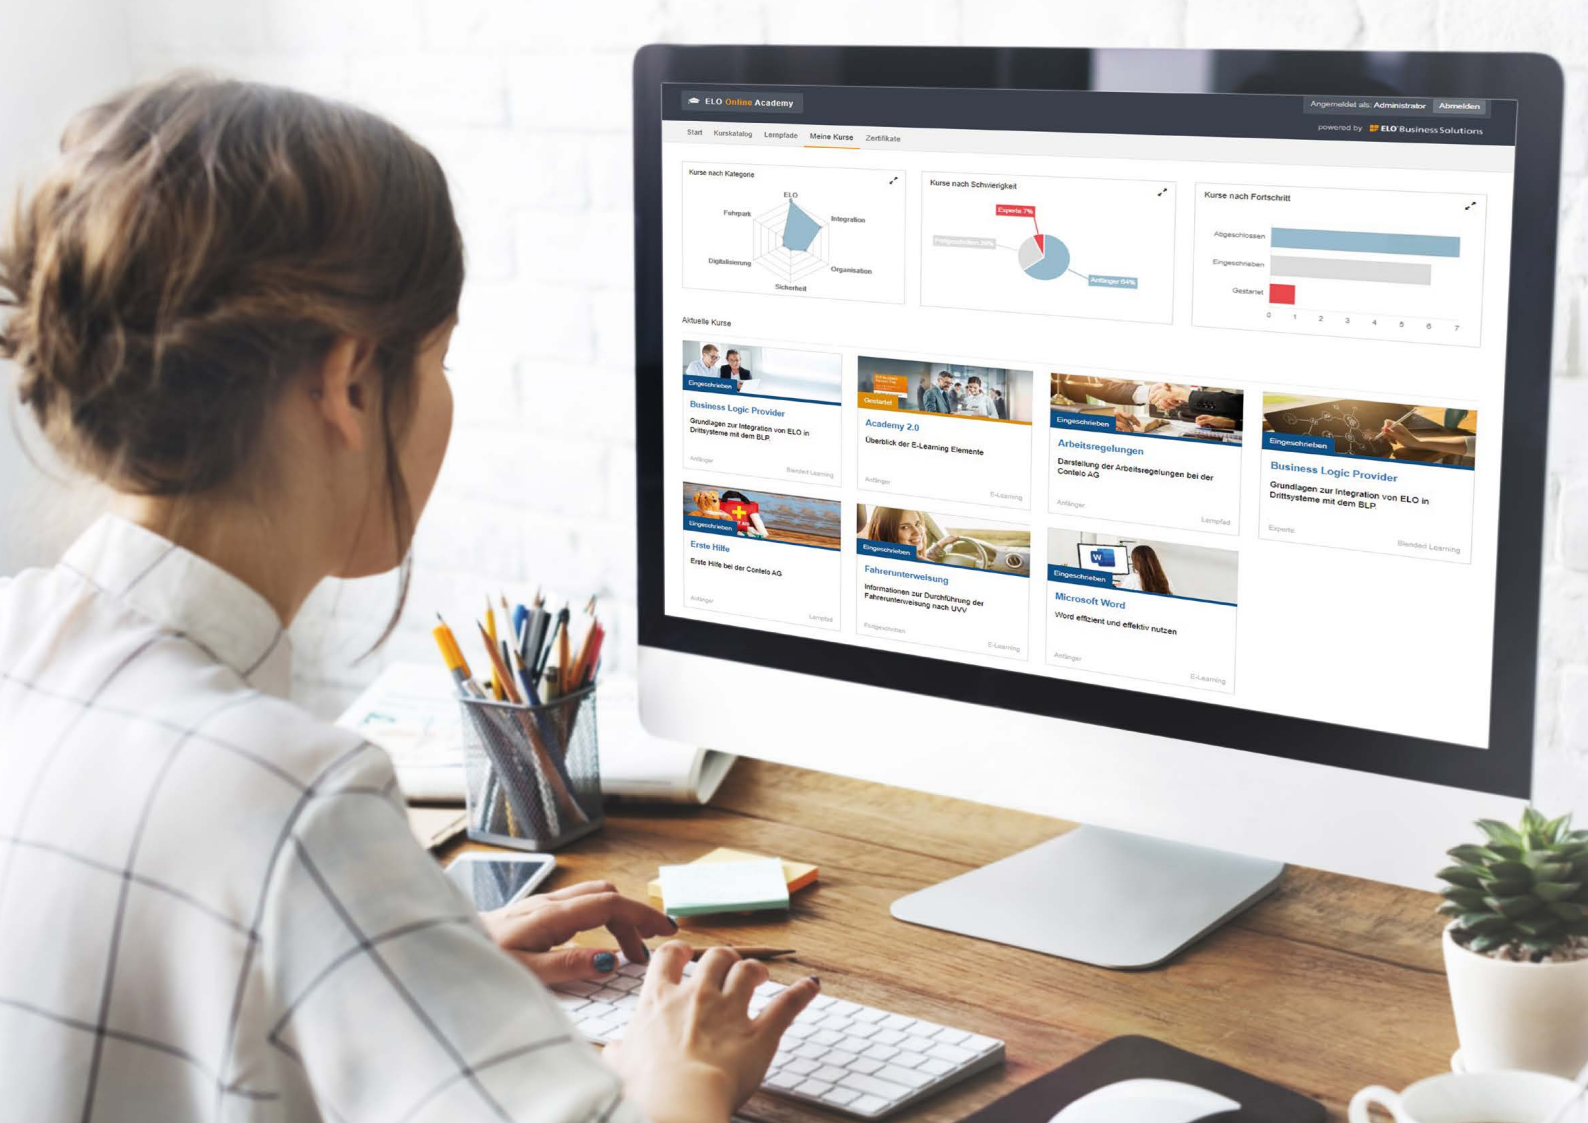 ELO Online Academy
Angemeldet als: Administrator Abmelden
powered by ELO Business Solutions
Start Kurskatalog Lernpfade Meine Kurse Zertifikate
Kurse nach Kategorie
ELO
Integration
Organisation
Sicherheit
Digitalisierung
Fuhrpark
Kurse nach Schwierigkeit
Experte 7%
Fortgeschritten 29%
Anfänger 64%
Kurse nach Fortschritt
Abgeschlossen
Eingeschrieben
Gestartet
0 1 2 3 4 5 6 7
Aktuelle Kurse
Eingeschrieben
Business Logic Provider
Grundlagen zur Integration von ELO in
Drittsysteme mit dem BLP.
Anfänger
Blended Learning
Gestartet
Academy 2.0
Überblick der E-Learning Elemente
Anfänger
E-Learning
Eingeschrieben
Arbeitsregelungen
Darstellung der Arbeitsregelungen bei der
Contelo AG
Anfänger
Lernpfad
Eingeschrieben
Business Logic Provider
Grundlagen zur Integration von ELO in
Drittsysteme mit dem BLP.
Experte
Blended Learning
Eingeschrieben
Erste Hilfe
Erste Hilfe bei der Contelo AG
Anfänger
Lernpfad
Eingeschrieben
Fahrerunterweisung
Informationen zur Durchführung der
Fahrerunterweisung nach UVV
Fortgeschritten
E-Learning
W
Eingeschrieben
Microsoft Word
Word effizient und effektiv nutzen
Anfänger
E-Learning